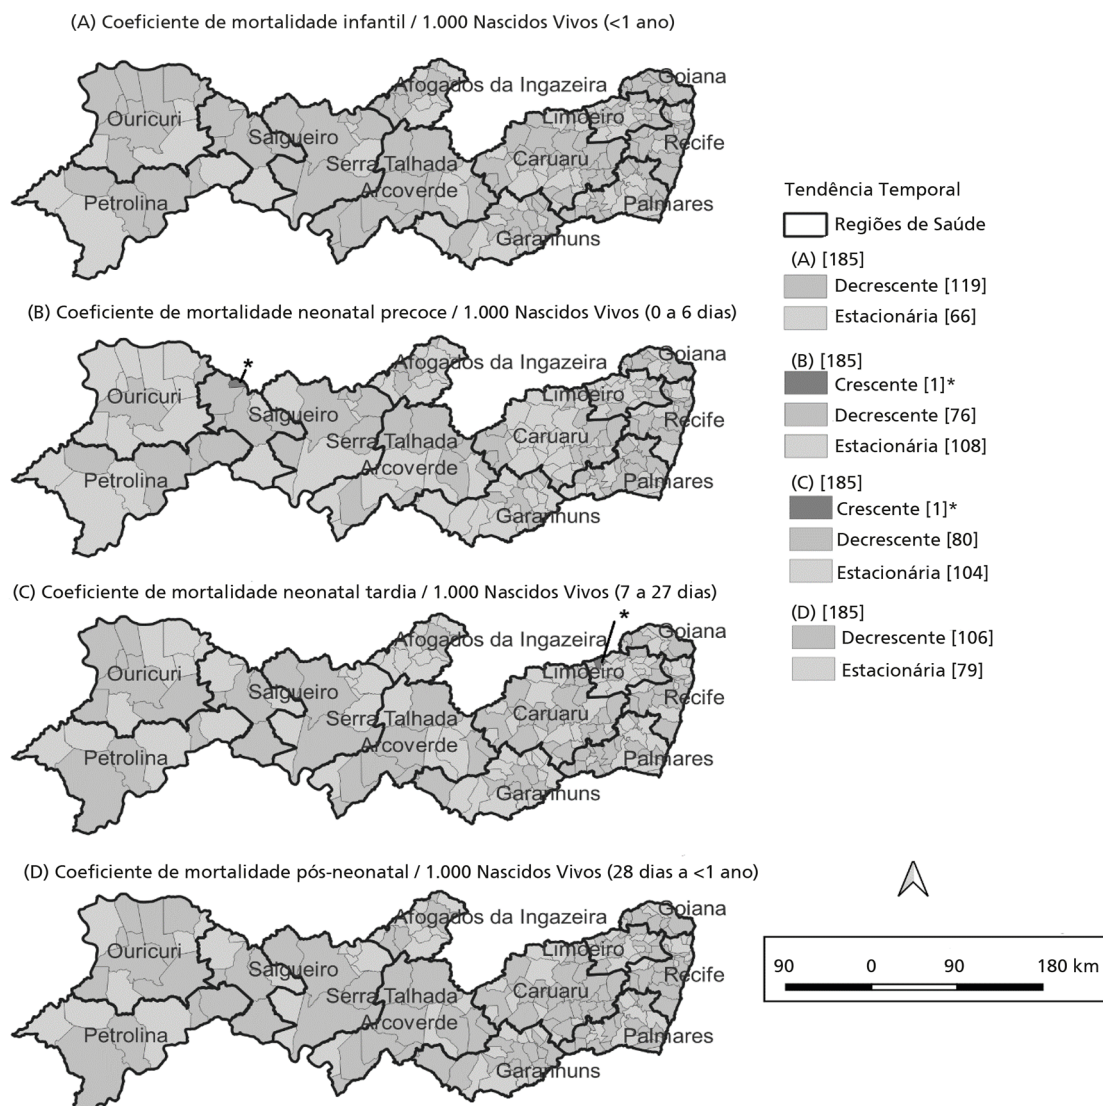 (A) Coeficiente de mortalidade infantil / 1.000 Nascidos Vivos (<1 ano)
Afogados da Ingazeira
Goiana
Ouricuri
Limoeiro
Salgueiro
Recife
Serra Talhada
Caruaru
Arcoverde
Petrolina
Palmares
Garanhuns
(B) Coeficiente de mortalidade neonatal precoce / 1.000 Nascidos Vivos (0 a 6 dias)
*
Afogados da Ingazeira
Goiana
Ouricuri
Limoeiro
Salgueiro
Recife
Serra Talhada
Caruaru
Arcoverde
Petrolina
Palmares
Garanhuns
(C) Coeficiente de mortalidade neonatal tardia / 1.000 Nascidos Vivos (7 a 27 dias)
*
Afogados da Ingazeira
Goiana
Ouricuri
Limoeiro
Salgueiro
Recife
Serra Talhada
Caruaru
Arcoverde
Petrolina
Palmares
Garanhuns
(D) Coeficiente de mortalidade pós-neonatal / 1.000 Nascidos Vivos (28 dias a <1 ano)
Afogados da Ingazeira
Goiana
Ouricuri
Limoeiro
Salgueiro
Recife
Serra Talhada
Caruaru
Arcoverde
Petrolina
Palmares
Garanhuns
Tendência Temporal
Regiões de Saúde
(A) [185]
Decrescente [119]
Estacionária [66]
(B) [185]
Crescente [1]*
Decrescente [76]
Estacionária [108]
(C) [185]
Crescente [1]*
Decrescente [80]
Estacionária [104]
(D) [185]
Decrescente [106]
Estacionária [79]
90 0 90 180 km